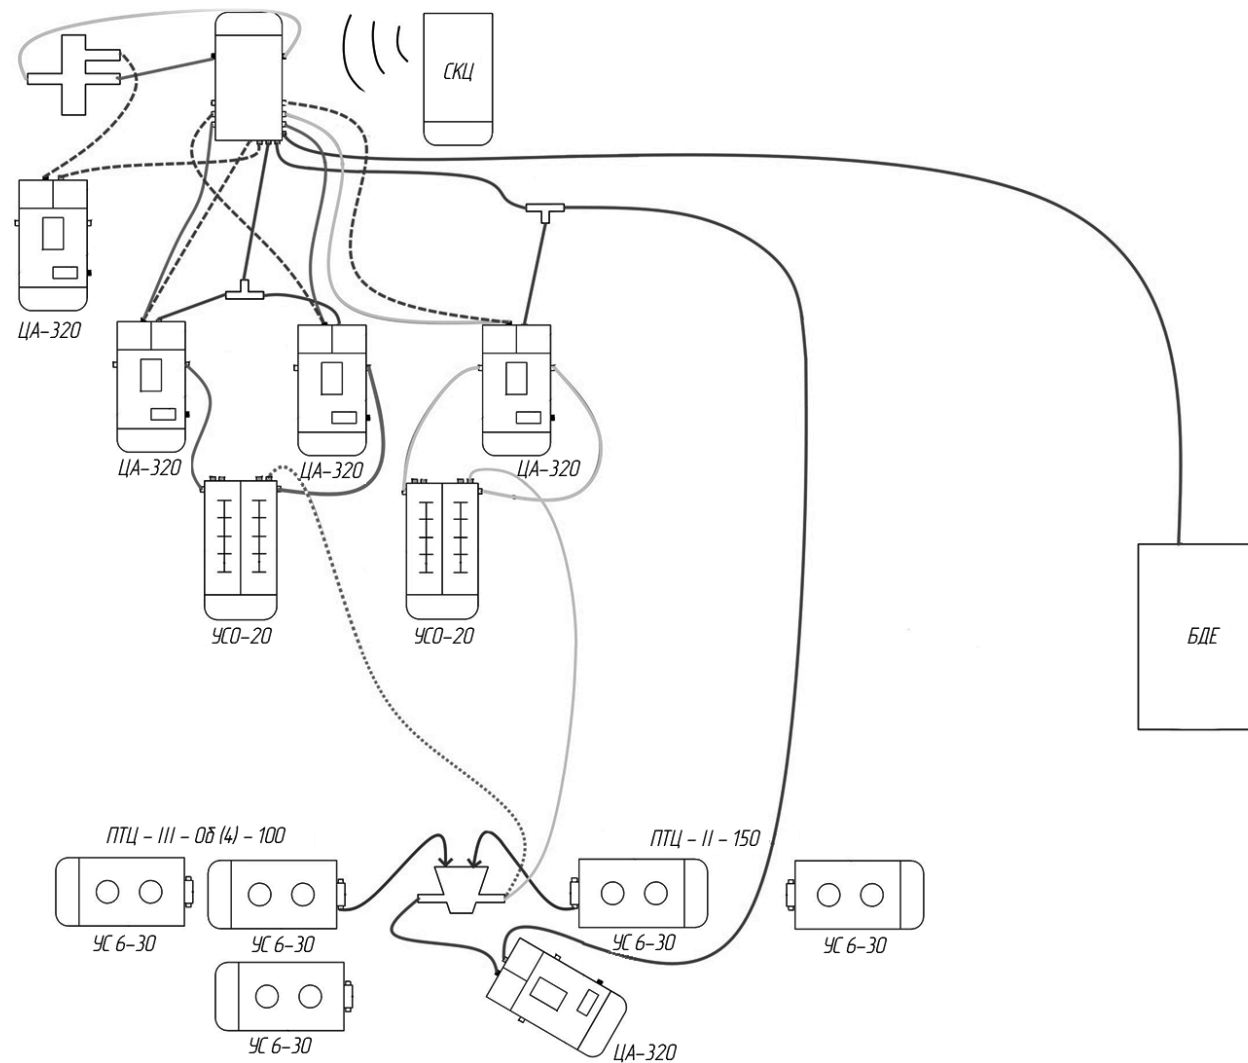 СКЦ
ЦА-320
ЦА-320
ЦА-320
ЦА-320
УСО-20
УСО-20
БДЕ
ПТЦ - III - Об (4) - 100
ПТЦ - II - 150
УС 6-30
УС 6-30
УС 6-30
УС 6-30
УС 6-30
ЦА-320